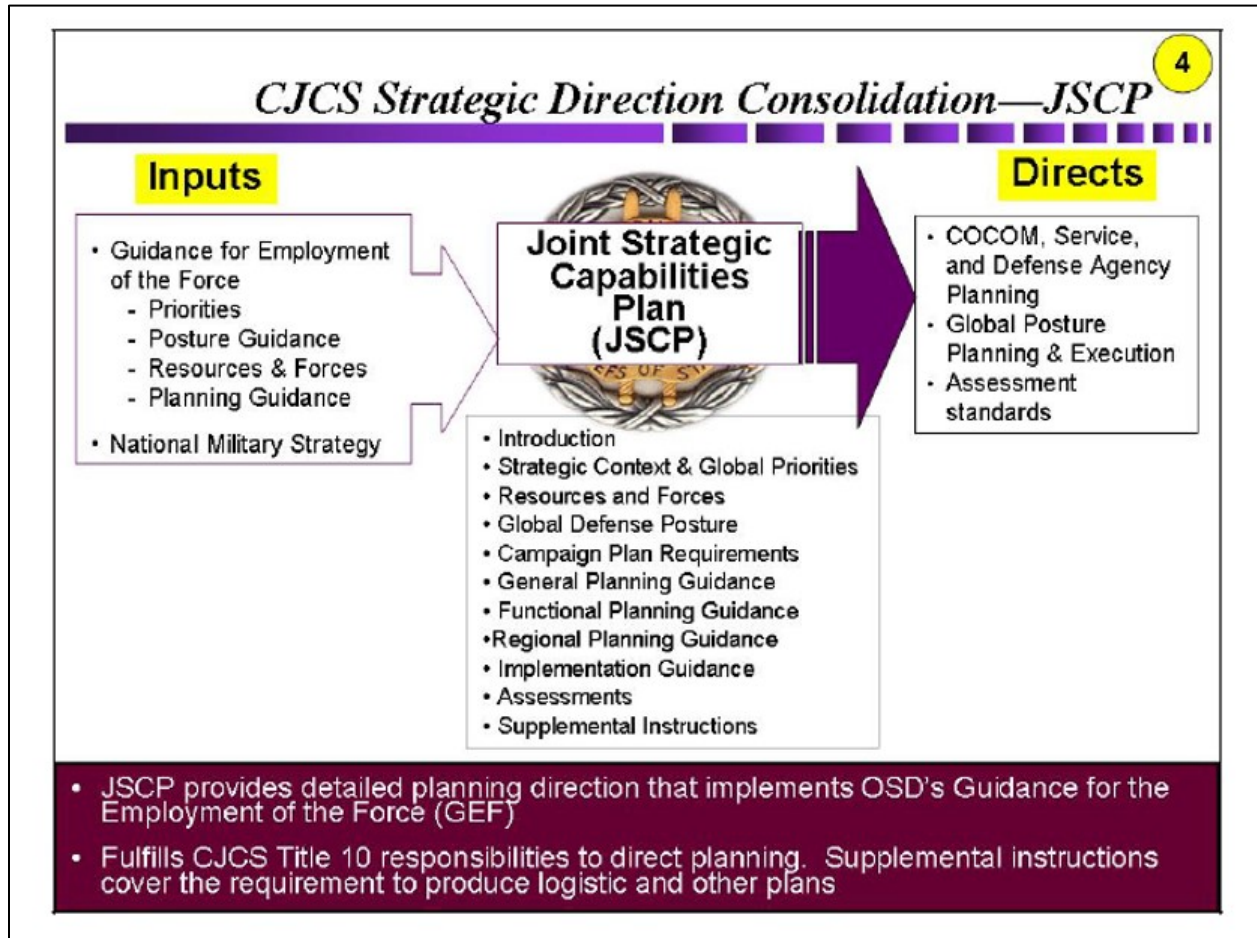 4
CJCS Strategic Direction Consolidation—JSCP
Inputs
• Guidance for Employment
of the Force
- Priorities
- Posture Guidance
- Resources & Forces
- Planning Guidance
• National Military Strategy
Joint Strategic
Capabilities
Plan
(JSCP)
• Introduction
• Strategic Context & Global Priorities
• Resources and Forces
• Global Defense Posture
• Campaign Plan Requirements
• General Planning Guidance
• Functional Planning Guidance
•Regional Planning Guidance
• Implementation Guidance
• Assessments
• Supplemental Instructions
Directs
• COCOM, Service,
and Defense Agency
Planning
• Global Posture
Planning & Execution
• Assessment
standards
• JSCP provides detailed planning direction that implements OSD's Guidance for the
Employment of the Force (GEF)
• Fulfills CJCS Title 10 responsibilities to direct planning. Supplemental instructions
cover the requirement to produce logistic and other plans